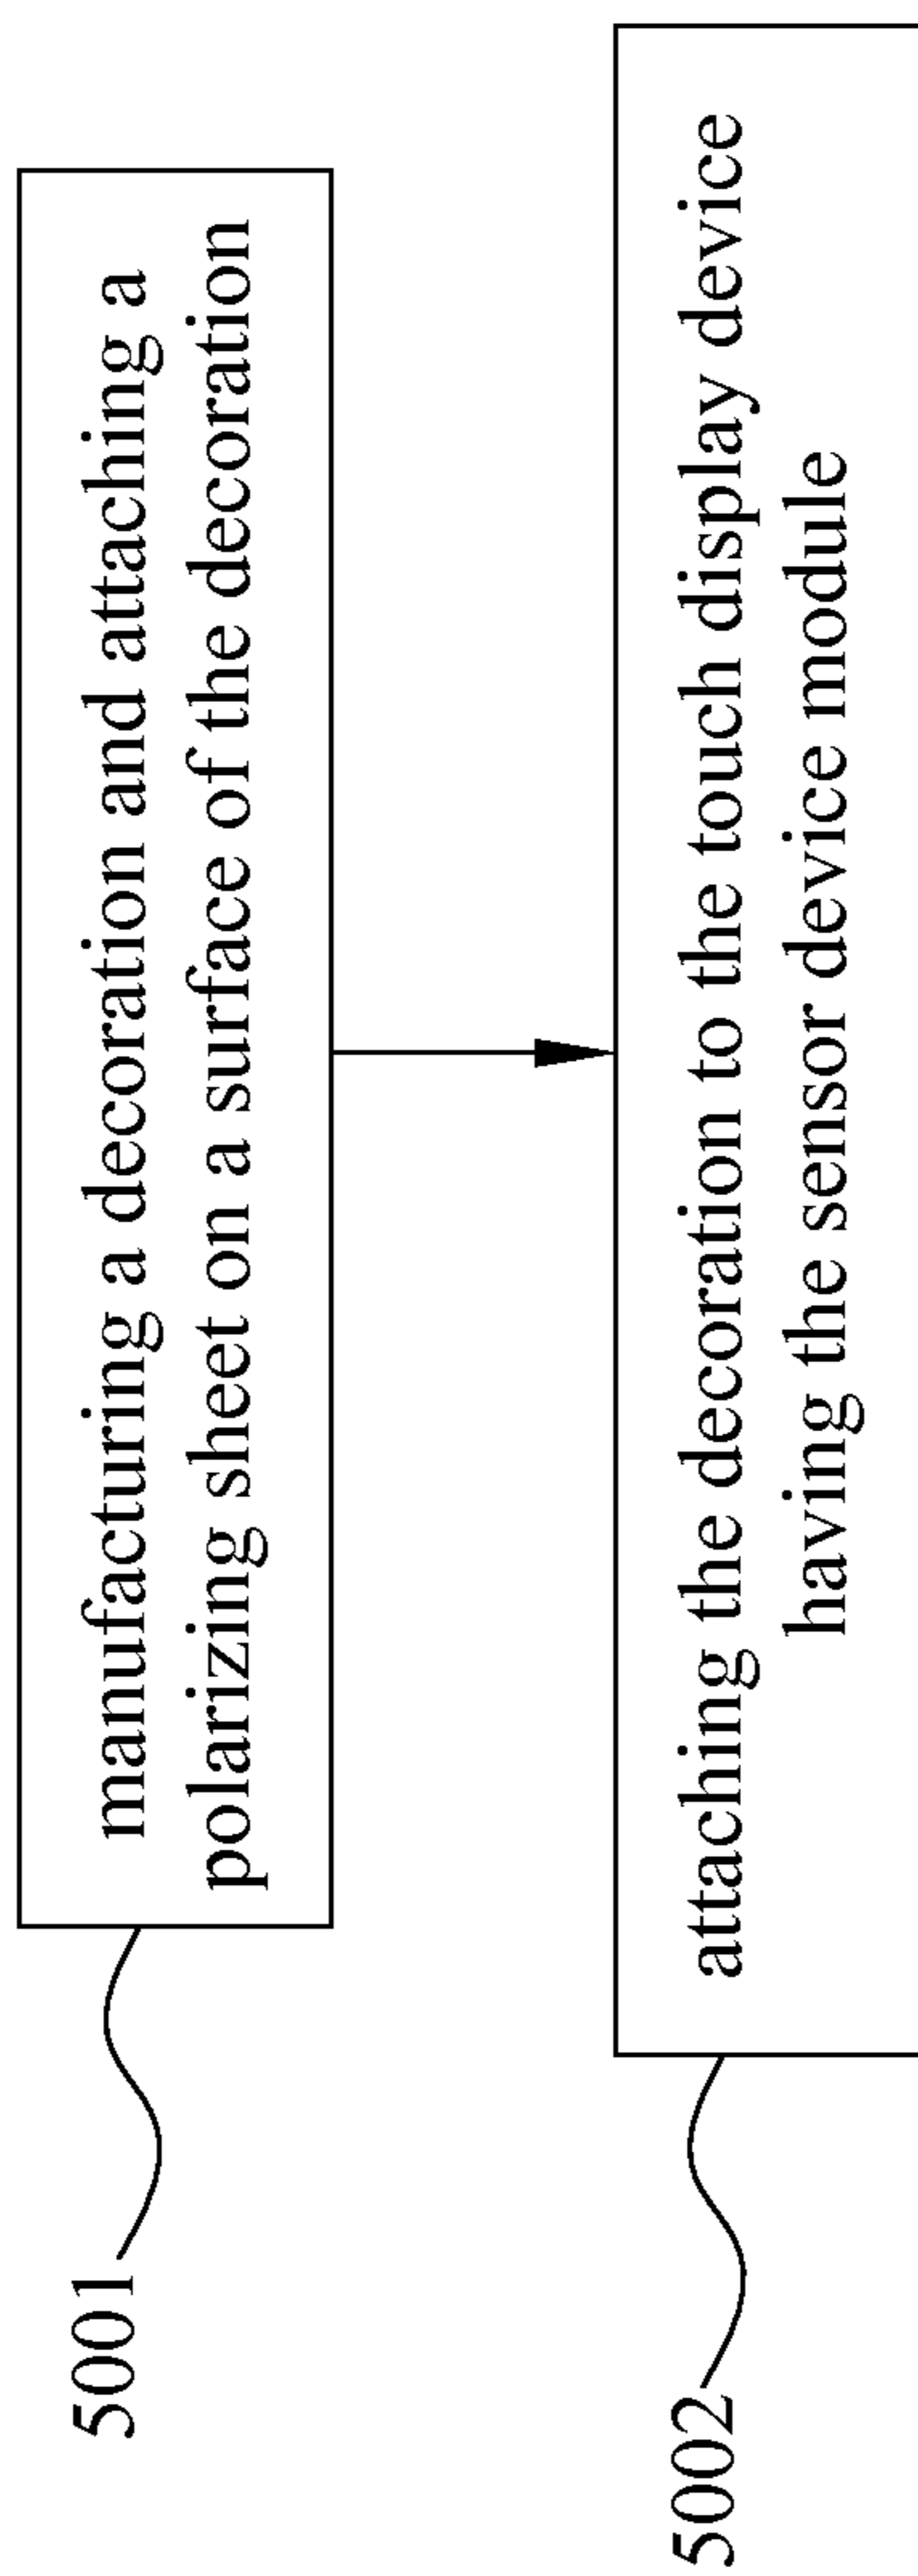 5001
manufacturing a decoration and attaching a
polarizing sheet on a surface of the decoration
5002
attaching the decoration to the touch display device
having the sensor device module